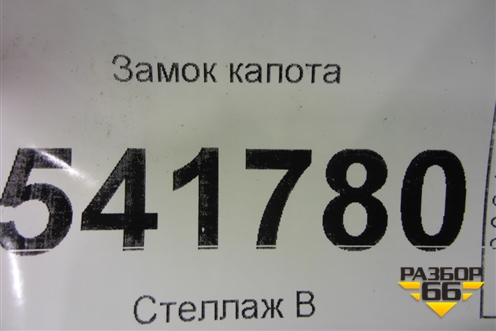 Замок капота
541780
Стеллаж В
РАЗБОР
66